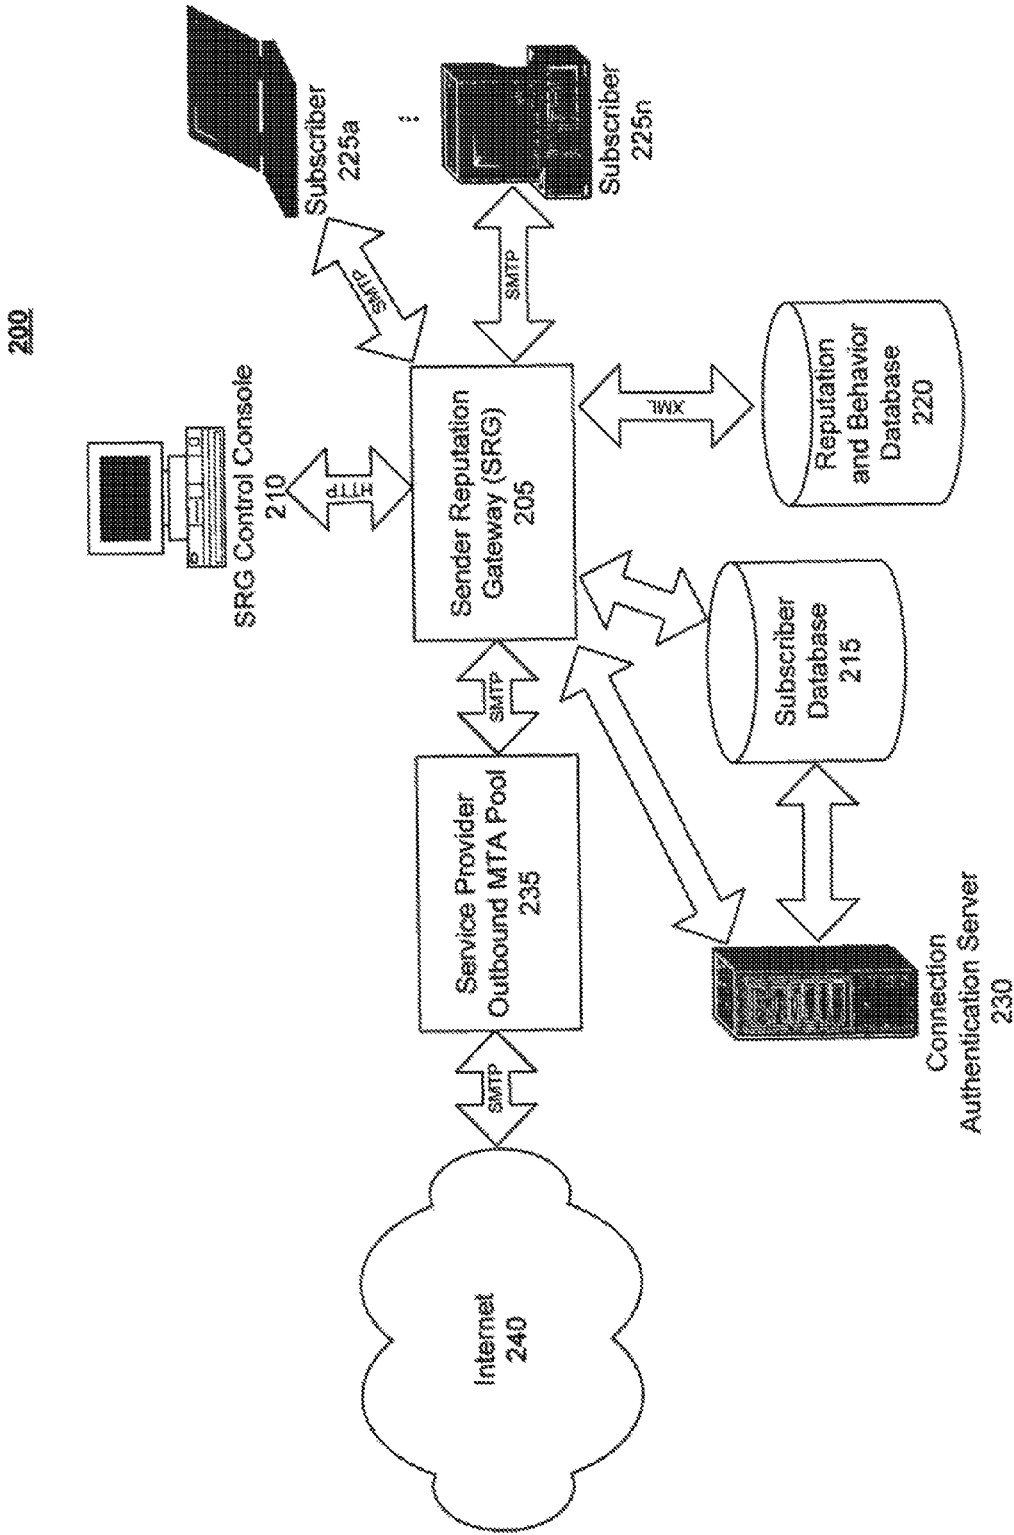 200
SRG Control Console
210
Subscriber
225a
:
Subscriber
225n
HTTP
SMTP
SMTP
Internet
240
SMTP
Service Provider
Outbound MTA Pool
235
SMTP
Sender Reputation
Gateway (SRG)
205
XML
Connection
Authentication Server
230
Subscriber
Database
215
Reputation
and Behavior
Database
220